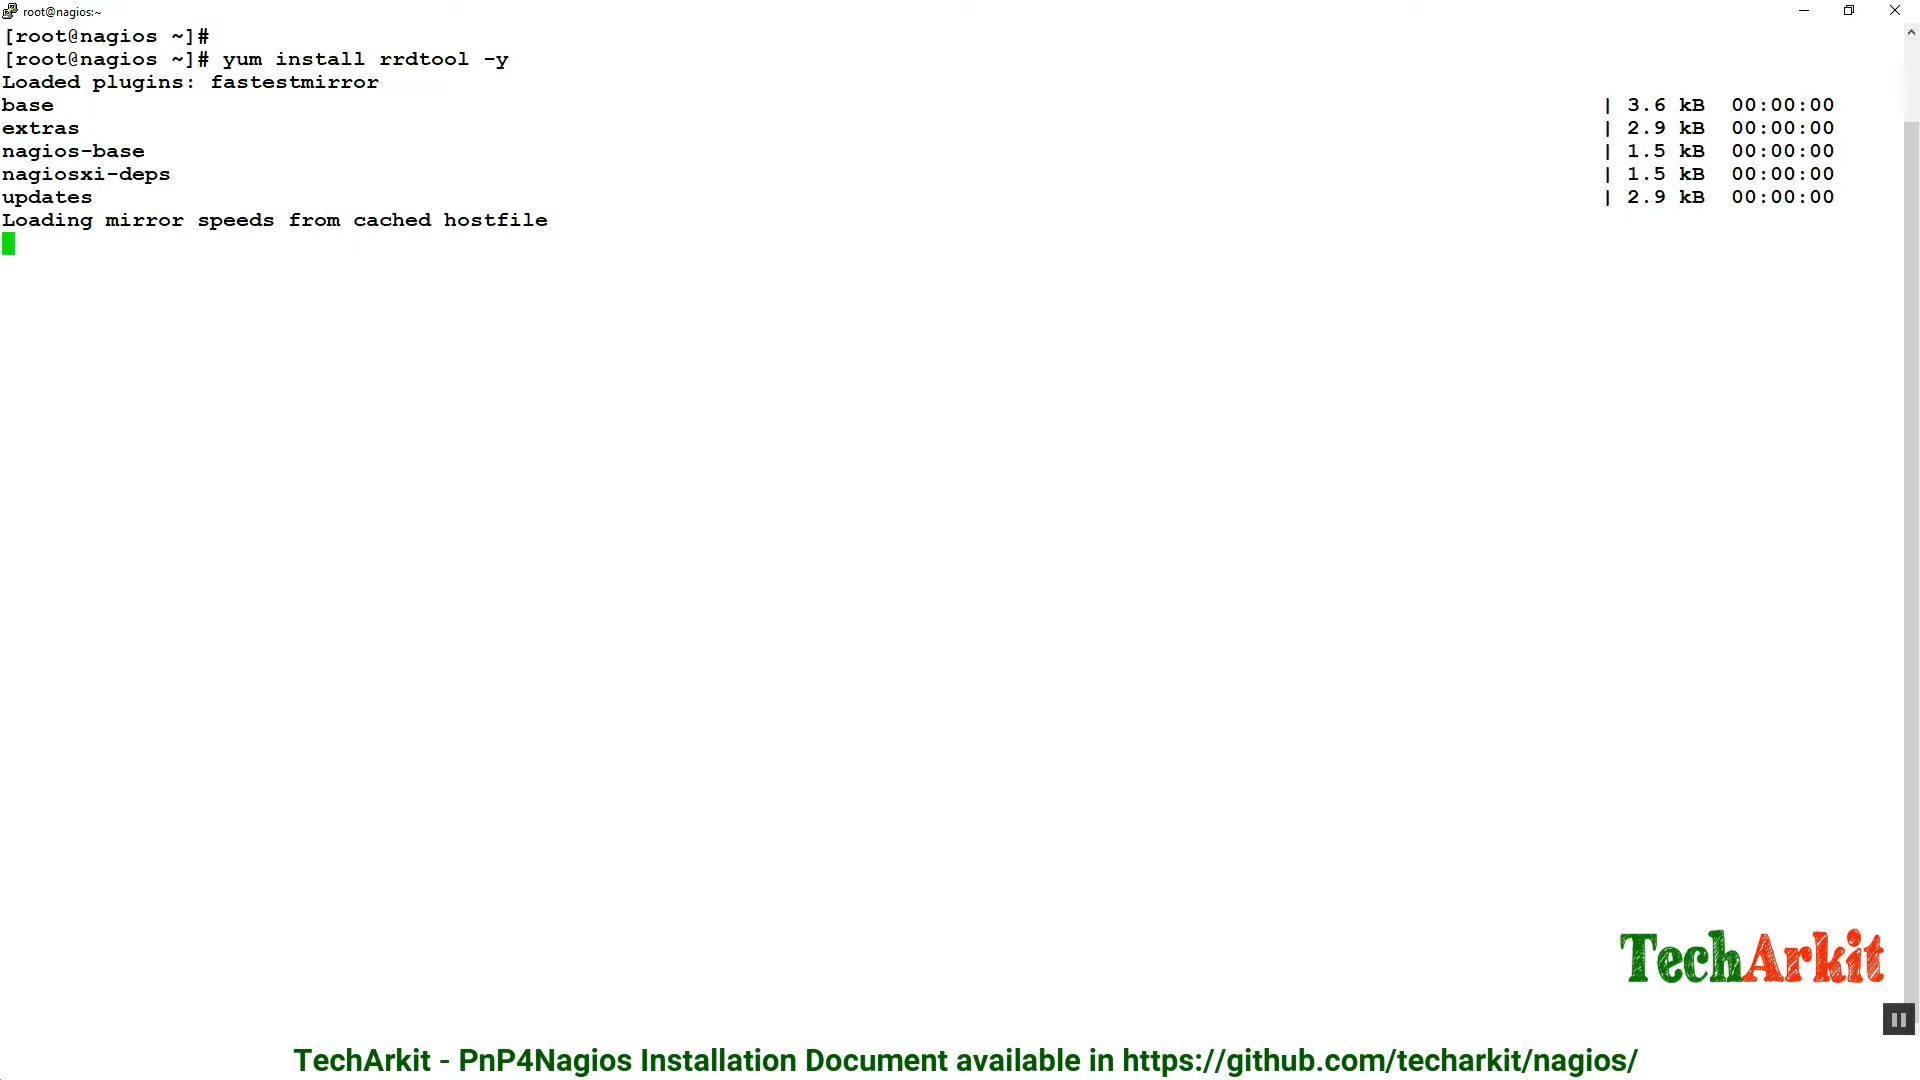 root@nagios:~
[root@nagios ~]#
[root@nagios ~]# yum install rrdtool -y
Loaded plugins: fastestmirror
base | 3.6 kB 00:00:00
extras | 2.9 kB 00:00:00
nagios-base | 1.5 kB 00:00:00
nagiosxi-deps | 1.5 kB 00:00:00
updates | 2.9 kB 00:00:00
Loading mirror speeds from cached hostfile
TechArkit
TechArkit - PnP4Nagios Installation Document available in https://github.com/techarkit/nagios/